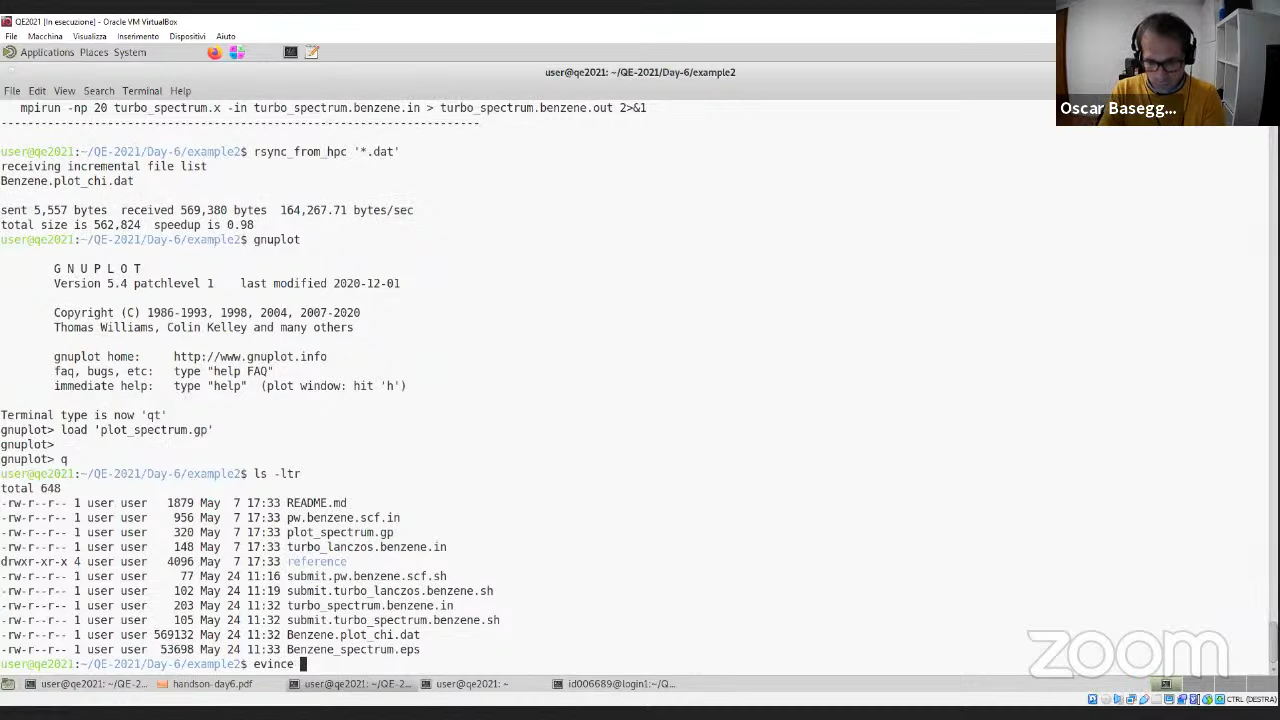 QE2021 [In esecuzione] - Oracle VM VirtualBox
File Macchina Visualizza Inserimento Dispositivi Aiuto
Applications Places System
user@qe2021: ~/QE-2021/Day-6/example2
File Edit View Search Terminal Help
mpirun -np 20 turbo_spectrum.x -in turbo_spectrum.benzene.in > turbo_spectrum.benzene.out 2>&1
------------------------------------------------------------------------
user@qe2021:~/QE-2021/Day-6/example2$ rsync_from_hpc '*.dat'
receiving incremental file list
Benzene.plot_chi.dat
sent 5,557 bytes received 569,380 bytes 164,267.71 bytes/sec
total size is 562,824 speedup is 0.98
user@qe2021:~/QE-2021/Day-6/example2$ gnuplot
G N U P L O T
Version 5.4 patchlevel 1 last modified 2020-12-01
Copyright (C) 1986-1993, 1998, 2004, 2007-2020
Thomas Williams, Colin Kelley and many others
gnuplot home: http://www.gnuplot.info
faq, bugs, etc: type "help FAQ"
immediate help: type "help" (plot window: hit 'h')
Terminal type is now 'qt'
gnuplot> load 'plot_spectrum.gp'
gnuplot>
gnuplot> q
user@qe2021:~/QE-2021/Day-6/example2$ ls -ltr
total 648
-rw-r--r-- 1 user user 1879 May 7 17:33 README.md
-rw-r--r-- 1 user user 956 May 7 17:33 pw.benzene.scf.in
-rw-r--r-- 1 user user 320 May 7 17:33 plot_spectrum.gp
-rw-r--r-- 1 user user 148 May 7 17:33 turbo_lanczos.benzene.in
drwxr-xr-x 4 user user 4096 May 7 17:33 reference
-rw-r--r-- 1 user user 77 May 24 11:16 submit.pw.benzene.scf.sh
-rw-r--r-- 1 user user 102 May 24 11:19 submit.turbo_lanczos.benzene.sh
-rw-r--r-- 1 user user 203 May 24 11:32 turbo_spectrum.benzene.in
-rw-r--r-- 1 user user 105 May 24 11:32 submit.turbo_spectrum.benzene.sh
-rw-r--r-- 1 user user 569132 May 24 11:32 Benzene.plot_chi.dat
-rw-r--r-- 1 user user 53698 May 24 11:33 Benzene_spectrum.eps
user@qe2021:~/QE-2021/Day-6/example2$ evince
Oscar Basegg...
zoom
user@qe2021: ~/QE-2... handson-day6.pdf user@qe2021: ~/QE-2... user@qe2021: ~ id006689@login1:~/Q...
CTRL (DESTRA)